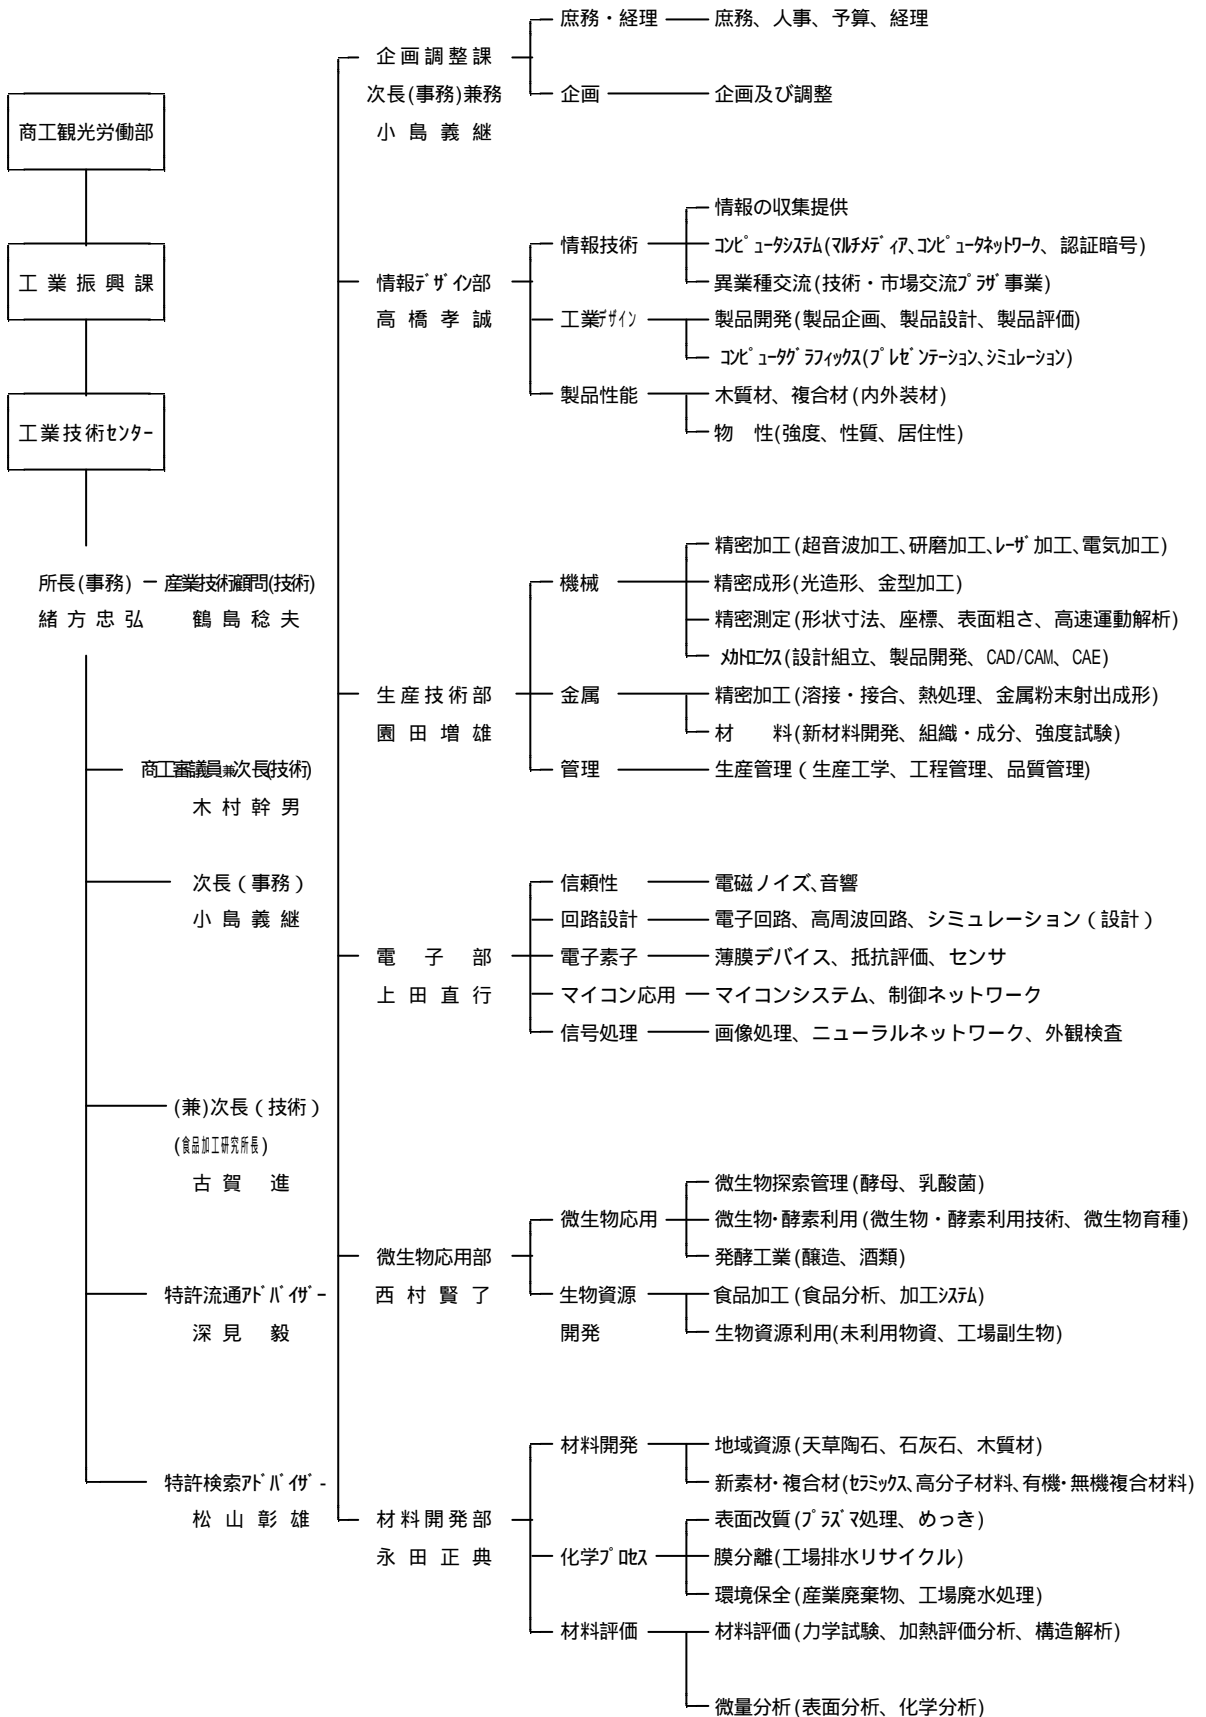 商工観光労働部
工業振興課
工業技術センター
所長(事務) 産業技術顧問(技術)
緒方忠弘 鶴島稔夫
商工審議員兼次長(技術)
木村幹男
次長(事務)
小島義継
(兼)次長(技術)
(食品加工研究所長)
古賀 進
特許流通アドバイザー
深見 毅
特許検索アドバイザー
松山彰雄
企画調整課
次長(事務)兼務
小島義継
庶務・経理 庶務、人事、予算、経理
企画 企画及び調整
情報デザイン部
高橋孝誠
情報技術
情報の収集提供
コンピュータシステム(マルチメディア、コンピュータネットワーク、認証暗号)
異業種交流(技術・市場交流プラザ事業)
工業デザイン
製品開発(製品企画、製品設計、製品評価)
コンピュータグラフィックス(プレゼンテーション、シミュレーション)
製品性能
木質材、複合材(内外装材)
物 性(強度、性質、居住性)
生産技術部
園田増雄
機械
精密加工(超音波加工、研磨加工、レーザ加工、電気加工)
精密成形(光造形、金型加工)
精密測定(形状寸法、座標、表面粗さ、高速運動解析)
メカトロニクス(設計組立、製品開発、CAD/CAM、CAE)
金属
精密加工(溶接・接合、熱処理、金属粉末射出成形)
材 料(新材料開発、組織・成分、強度試験)
管理 生産管理(生産工学、工程管理、品質管理)
電子部
上田直行
信頼性 電磁ノイズ、音響
回路設計 電子回路、高周波回路、シミュレーション(設計)
電子素子 薄膜デバイス、抵抗評価、センサ
マイコン応用 マイコンシステム、制御ネットワーク
信号処理 画像処理、ニューラルネットワーク、外観検査
微生物応用部
西村賢了
微生物応用
微生物探索管理(酵母、乳酸菌)
微生物・酵素利用(微生物・酵素利用技術、微生物育種)
発酵工業(醸造、酒類)
生物資源
開発
食品加工(食品分析、加工システム)
生物資源利用(未利用物資、工場副生物)
材料開発部
永田正典
材料開発
地域資源(天草陶石、石灰石、木質材)
新素材・複合材(セラミックス、高分子材料、有機・無機複合材料)
化学プロセス
表面改質(プラズマ処理、めっき)
膜分離(工場排水リサイクル)
環境保全(産業廃棄物、工場廃水処理)
材料評価
材料評価(力学試験、加熱評価分析、構造解析)
微量分析(表面分析、化学分析)